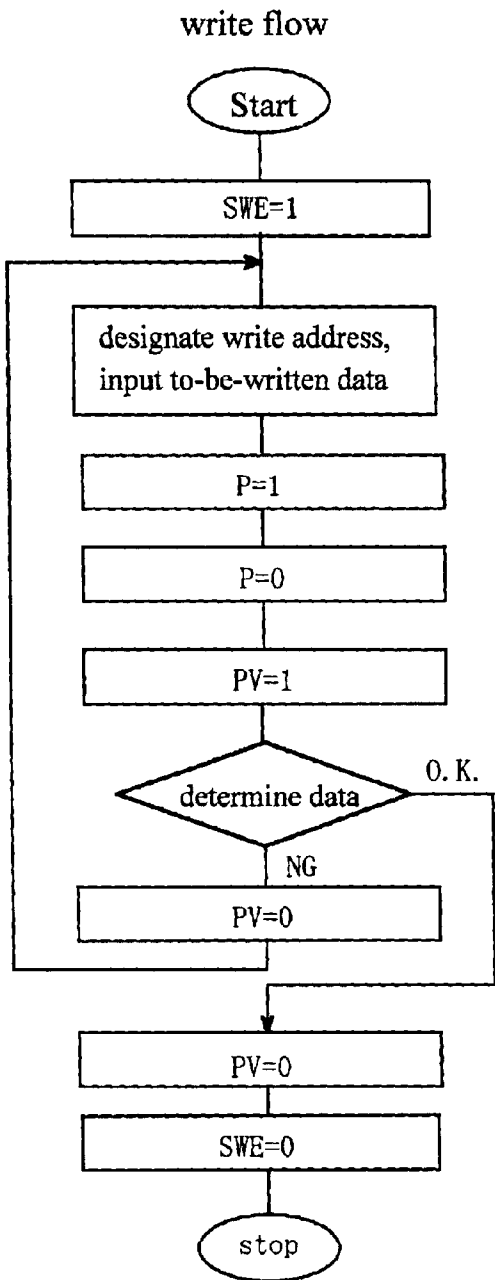 write flow
Start
SWE=1
designate write address,
input to-be-written data
P=1
P=0
PV=1
determine data
O.K.
NG
PV=0
PV=0
SWE=0
stop